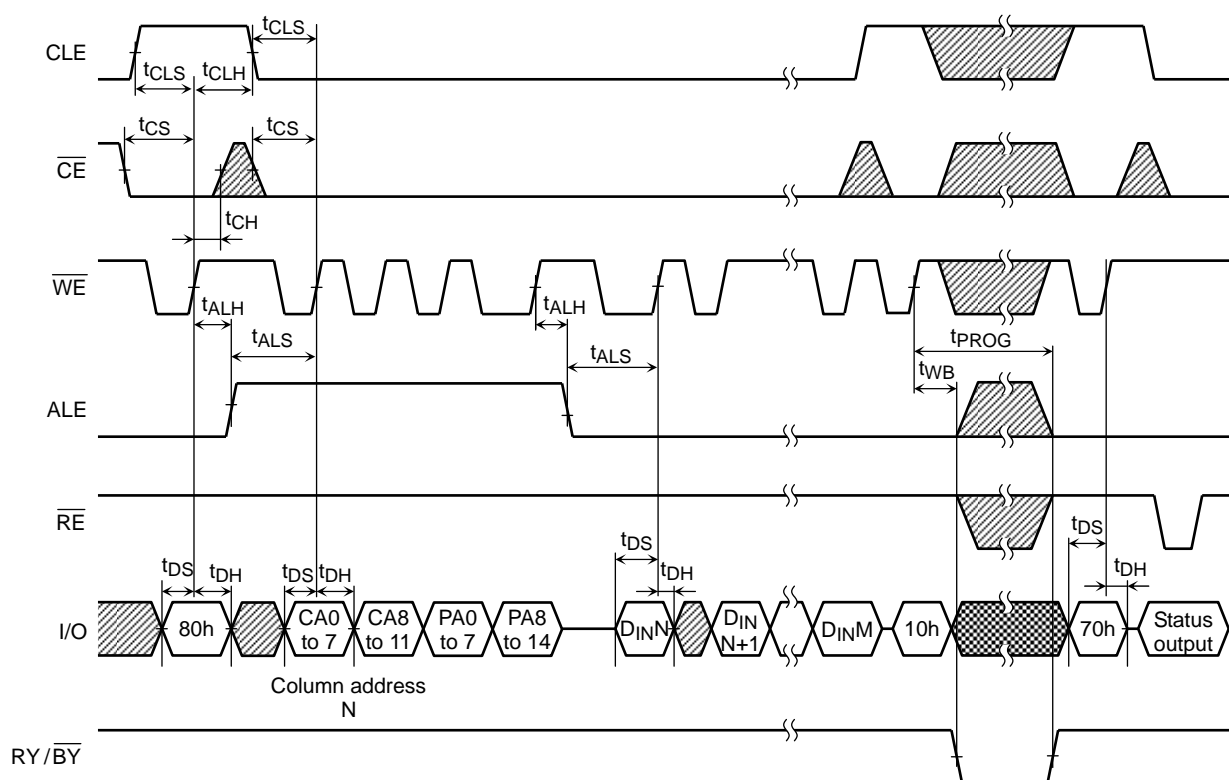 CLE
tCLS
tCLS tCLH
tCS tCS
CE
tCH
WE
tALH tALH
tALS tALS
tPROG
tWB
ALE
RE
tDS
tDS tDH tDS tDH tDH tDS tDH
I/O
80h
CA0 to 7
CA8 to 11
PA0 to 7
PA8 to 14
DINN
DIN N+1
DINM
10h
70h
Status output
Column address
N
RY/BY